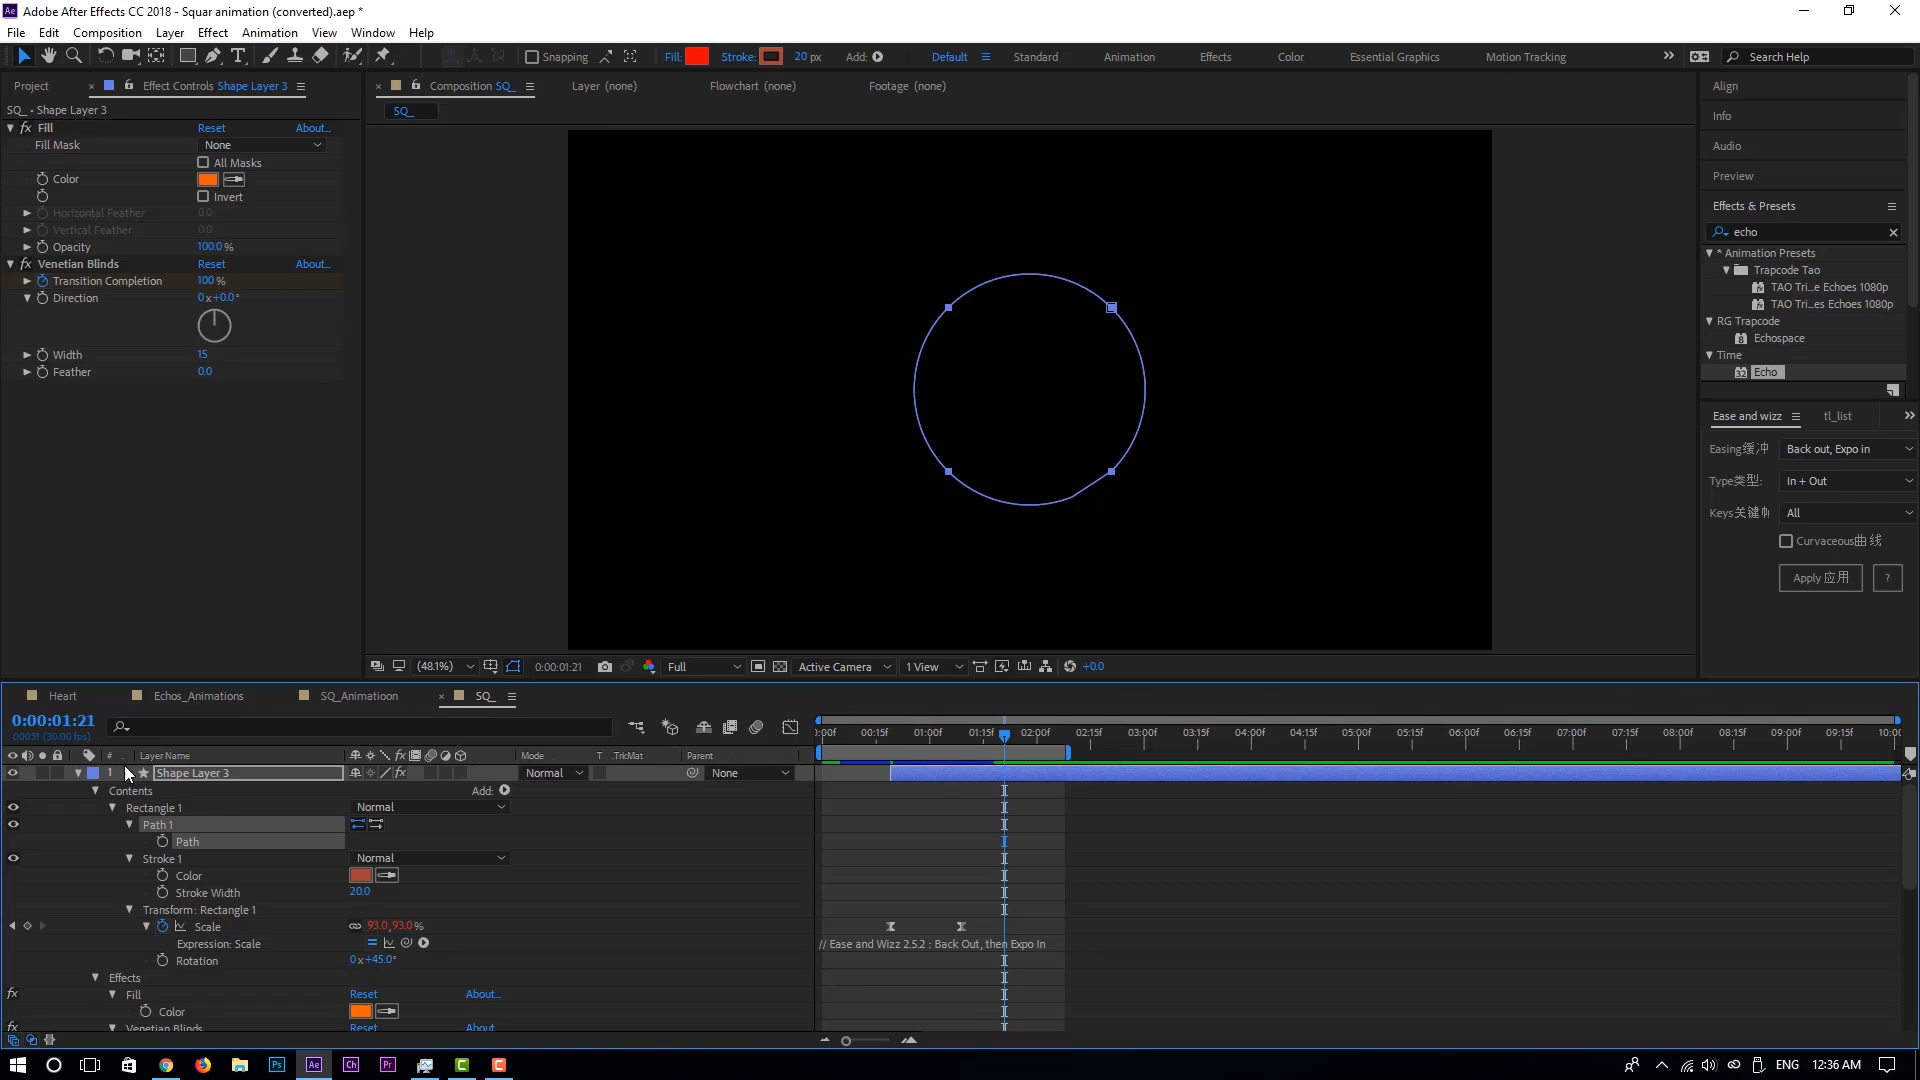 Adobe After Effects CC 2018 - Squar animation (converted).aep *
File Edit Composition Layer Effect Animation View Window Help
Snapping Fill: Stroke: 20 px Add: Default Standard Animation Effects Color Essential Graphics Motion Tracking Search Help
Project Effect Controls Shape Layer 3 Composition SQ_ Layer (none) Flowchart (none) Footage (none) Align
SQ_ • Shape Layer 3 SQ_ Info
Fill Reset About...
Fill Mask None Audio
All Masks
Color Preview
Invert
Horizontal Feather 0.0 Effects & Presets
Vertical Feather 0.0 echo
Opacity 100.0 %
* Animation Presets
Venetian Blinds Reset About...
Trapcode Tao
Transition Completion 100 %
TAO Tri...e Echoes 1080p
Direction 0x+0.0°
TAO Tri...es Echoes 1080p
RG Trapcode
Echospace
Width 15
Time
Feather 0.0
Echo
Ease and wizz tl_list
Easing缓冲 Back out, Expo in
Type类型: In + Out
Keys关键帧 All
Curvaceous曲线
Apply 应用 ?
(48.1%) 0:00:01:21 Full Active Camera 1 View +0.0
Heart Echos_Animations SQ_Animatioon SQ_
0:00:01:21
00051 (30.00 fps)
:00f 00:15f 01:00f 01:15f 02:00f 02:15f 03:00f 03:15f 04:00f 04:15f 05:00f 05:15f 06:00f 06:15f 07:00f 07:15f 08:00f 08:15f 09:00f 09:15f 10:00
# Layer Name Mode T .TrkMat Parent
1 Shape Layer 3 Normal None
Contents Add:
Rectangle 1 Normal
Path 1
Path
Stroke 1 Normal
Color
Stroke Width 20.0
Transform: Rectangle 1
Scale 93.0,93.0%
Expression: Scale // Ease and Wizz 2.5.2 : Back Out, then Expo In
Rotation 0x+45.0°
Effects
Fill Reset About...
Color
Venetian Blinds Reset About
Ps Ae Ch Pr C C ENG 12:36 AM